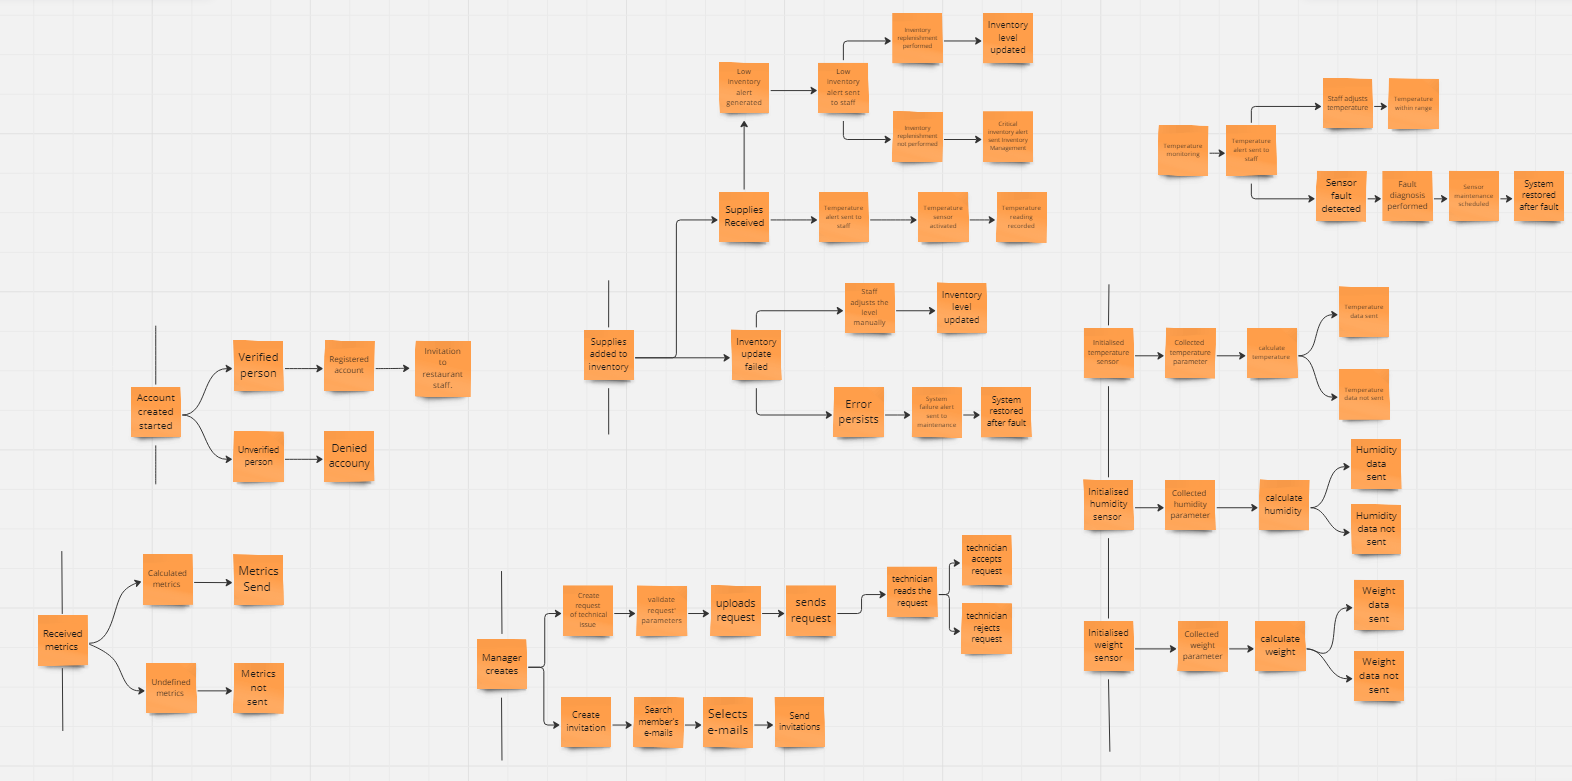 Inventory
replenishment
performed
Inventory
level
updated
Low
inventory
alert
generated
Low
inventory
alert sent
to staff
Inventory
replenishment
not performed
Critical
inventory alert
sent Inventory
Management
Supplies
Received
Temperature
alert sent to
staff
Temperature
sensor
activated
Temperature
reading
recorded
Supplies
added to
inventory
Inventory
update
failed
Staff
adjusts the
level
manually
Inventory
level
updated
Error
persists
System
failure alert
sent to
maintenance
System
restored
after fault
Temperature
monitoring
Temperature
alert sent to
staff
Staff adjusts
temperature
Temperature
within range
Sensor
fault
detected
Fault
diagnosis
performed
Sensor
maintenance
scheduled
System
restored
after fault
Account
created
started
Verified
person
Registered
account
Invitation
to
restaurant
staff.
Unverified
person
Denied
accouny
Received
metrics
Calculated
metrics
Metrics
Send
Undefined
metrics
Metrics
not
sent
Manager
creates
Create
request
of technical
issue
validate
request'
parameters
uploads
request
sends
request
technician
reads the
request
technician
accepts
request
technician
rejects
request
Create
invitation
Search
member's
e-mails
Selects
e-mails
Send
invitations
Initialised
temperature
sensor
Collected
temperature
parameter
calculate
temperature
Temperature
data sent
Temperature
data not sent
Initialised
humidity
sensor
Collected
humidity
parameter
calculate
humidity
Humidity
data
sent
Humidity
data not
sent
Initialised
weight
sensor
Collected
weight
parameter
calculate
weight
Weight
data
sent
Weight
data not
sent